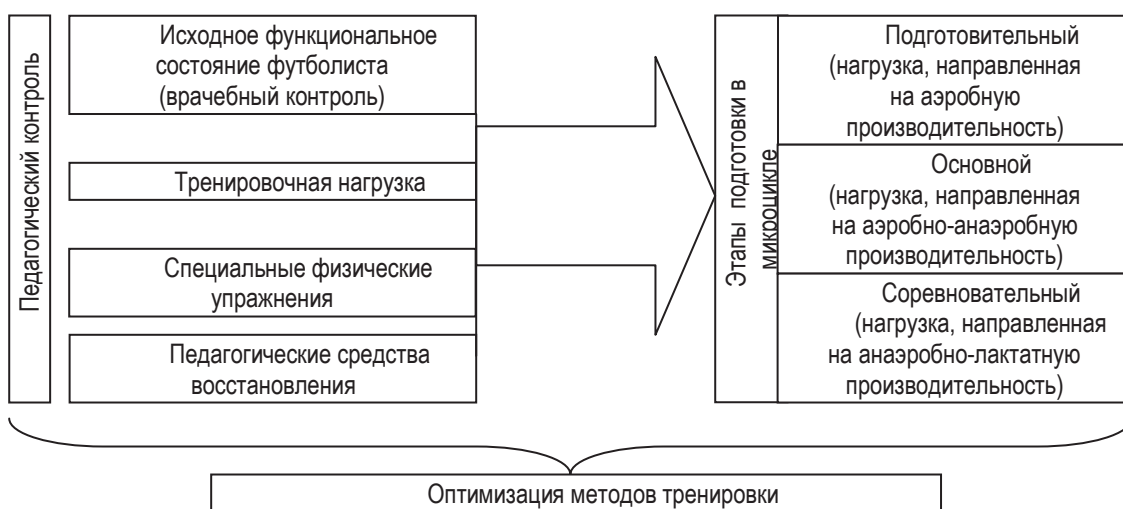 Педагогический контроль
Исходное функциональное
состояние футболиста
(врачебный контроль)
Тренировочная нагрузка
Специальные физические
упражнения
Педагогические средства
восстановления
Этапы подготовки в
микроцикле
Подготовительный
(нагрузка, направленная
на аэробную
производительность)
Основной
(нагрузка, направленная
на аэробно-анаэробную
производительность)
Соревновательный
(нагрузка, направленная
на анаэробно-лактатную
производительность)
Оптимизация методов тренировки